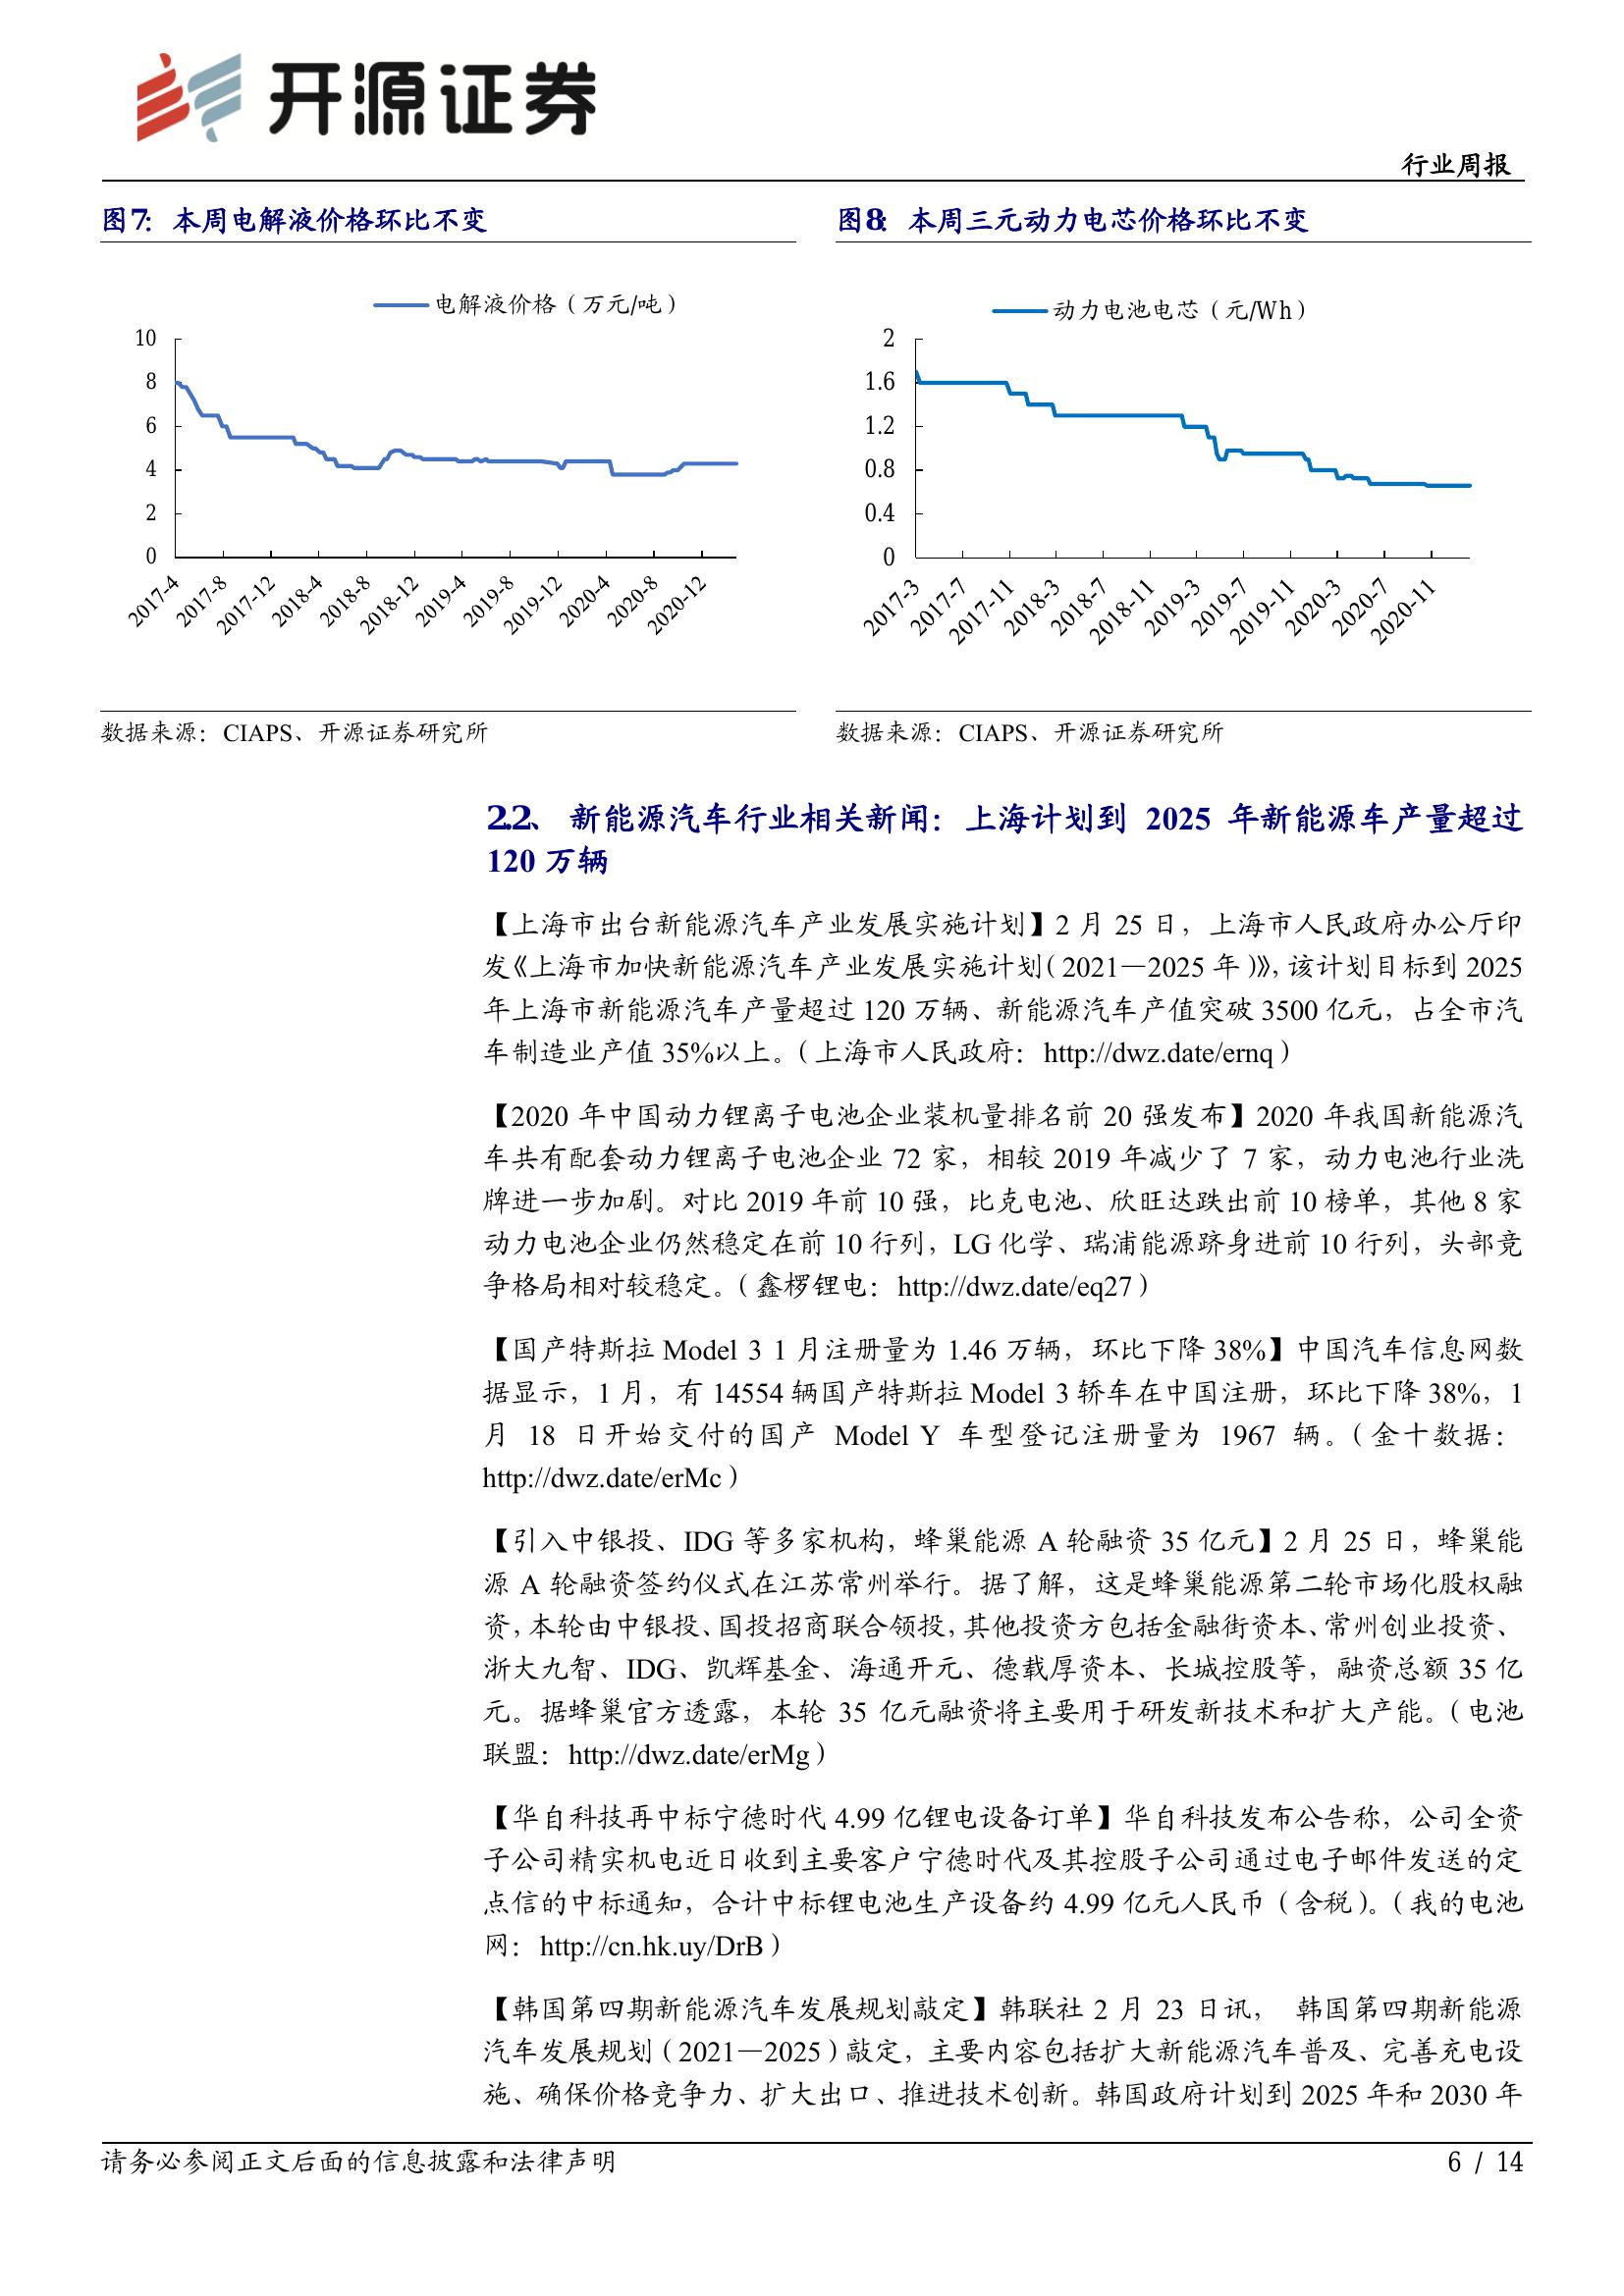 开源证券
行业周报
图7： 本周电解液价格环比不变
电解液价格（万元/吨）
10
8
6
4
2
0
2017-4
2017-8
2017-12
2018-4
2018-8
2018-12
2019-4
2019-8
2019-12
2020-4
2020-8
2020-12
数据来源：CIAPS、开源证券研究所
图8： 本周三元动力电芯价格环比不变
动力电池电芯（元/Wh）
2
1.6
1.2
0.8
0.4
0
2017-3
2017-7
2017-11
2018-3
2018-7
2018-11
2019-3
2019-7
2019-11
2020-3
2020-7
2020-11
数据来源：CIAPS、开源证券研究所
2.2、 新能源汽车行业相关新闻：上海计划到 2025 年新能源车产量超过
120 万辆
【上海市出台新能源汽车产业发展实施计划】2 月 25 日，上海市人民政府办公厅印
发《上海市加快新能源汽车产业发展实施计划（2021—2025 年）》，该计划目标到 2025
年上海市新能源汽车产量超过 120 万辆、新能源汽车产值突破 3500 亿元，占全市汽
车制造业产值 35%以上。（上海市人民政府：http://dwz.date/ernq）
【2020 年中国动力锂离子电池企业装机量排名前 20 强发布】2020 年我国新能源汽
车共有配套动力锂离子电池企业 72 家，相较 2019 年减少了 7 家，动力电池行业洗
牌进一步加剧。对比 2019 年前 10 强，比克电池、欣旺达跌出前 10 榜单，其他 8 家
动力电池企业仍然稳定在前 10 行列，LG 化学、瑞浦能源跻身进前 10 行列，头部竞
争格局相对较稳定。（鑫椤锂电：http://dwz.date/eq27）
【国产特斯拉 Model 3 1 月注册量为 1.46 万辆，环比下降 38%】中国汽车信息网数
据显示，1 月，有 14554 辆国产特斯拉 Model 3 轿车在中国注册，环比下降 38%，1
月 18 日开始交付的国产 Model Y 车型登记注册量为 1967 辆。（金十数据：
http://dwz.date/erMc）
【引入中银投、IDG 等多家机构，蜂巢能源 A 轮融资 35 亿元】2 月 25 日，蜂巢能
源 A 轮融资签约仪式在江苏常州举行。据了解，这是蜂巢能源第二轮市场化股权融
资，本轮由中银投、国投招商联合领投，其他投资方包括金融街资本、常州创业投资、
浙大九智、IDG、凯辉基金、海通开元、德载厚资本、长城控股等，融资总额 35 亿
元。据蜂巢官方透露，本轮 35 亿元融资将主要用于研发新技术和扩大产能。（电池
联盟：http://dwz.date/erMg）
【华自科技再中标宁德时代 4.99 亿锂电设备订单】华自科技发布公告称，公司全资
子公司精实机电近日收到主要客户宁德时代及其控股子公司通过电子邮件发送的定
点信的中标通知，合计中标锂电池生产设备约 4.99 亿元人民币（含税）。（我的电池
网：http://cn.hk.uy/DrB）
【韩国第四期新能源汽车发展规划敲定】韩联社 2 月 23 日讯， 韩国第四期新能源
汽车发展规划（2021—2025）敲定，主要内容包括扩大新能源汽车普及、完善充电设
施、确保价格竞争力、扩大出口、推进技术创新。韩国政府计划到 2025 年和 2030 年
请务必参阅正文后面的信息披露和法律声明
6 / 14